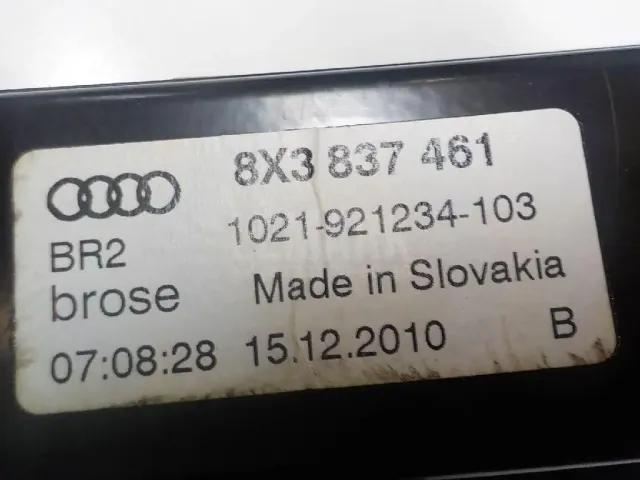 8X3 837 461
BR2 1021-921234-103
brose Made in Slovakia
07:08:28 15.12.2010 B